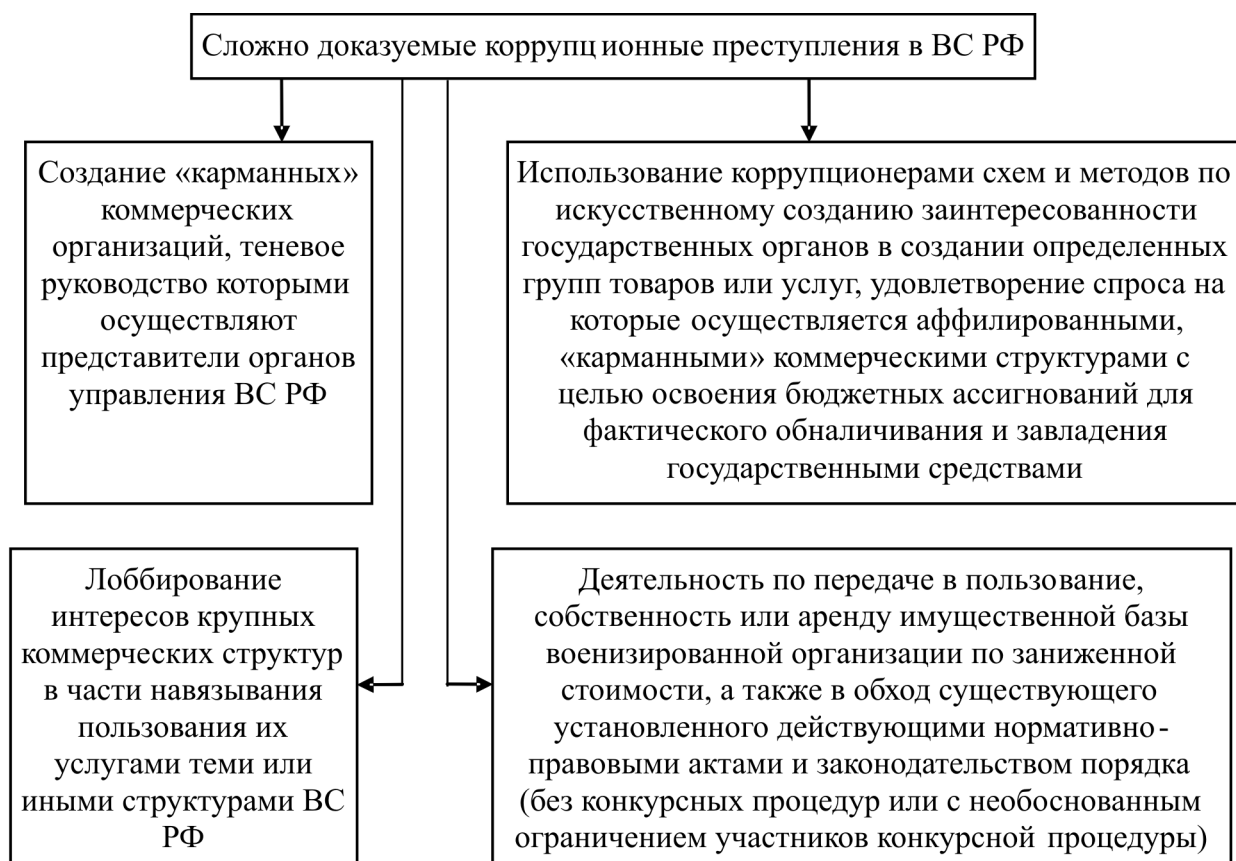 Сложно доказуемые коррупционные преступления в ВС РФ
Создание «карманных»
коммерческих
организаций, теневое
руководство которыми
осуществляют
представители органов
управления ВС РФ
Использование коррупционерами схем и методов по
искусственному созданию заинтересованности
государственных органов в создании определенных
групп товаров или услуг, удовлетворение спроса на
которые осуществляется аффилированными,
«карманными» коммерческими структурами с
целью освоения бюджетных ассигнований для
фактического обналичивания и завладения
государственными средствами
Лоббирование
интересов крупных
коммерческих структур
в части навязывания
пользования их
услугами теми или
иными структурами ВС
РФ
Деятельность по передаче в пользование,
собственность или аренду имущественной базы
военизированной организации по заниженной
стоимости, а также в обход существующего
установленного действующими нормативно-
правовыми актами и законодательством порядка
(без конкурсных процедур или с необоснованным
ограничением участников конкурсной процедуры)